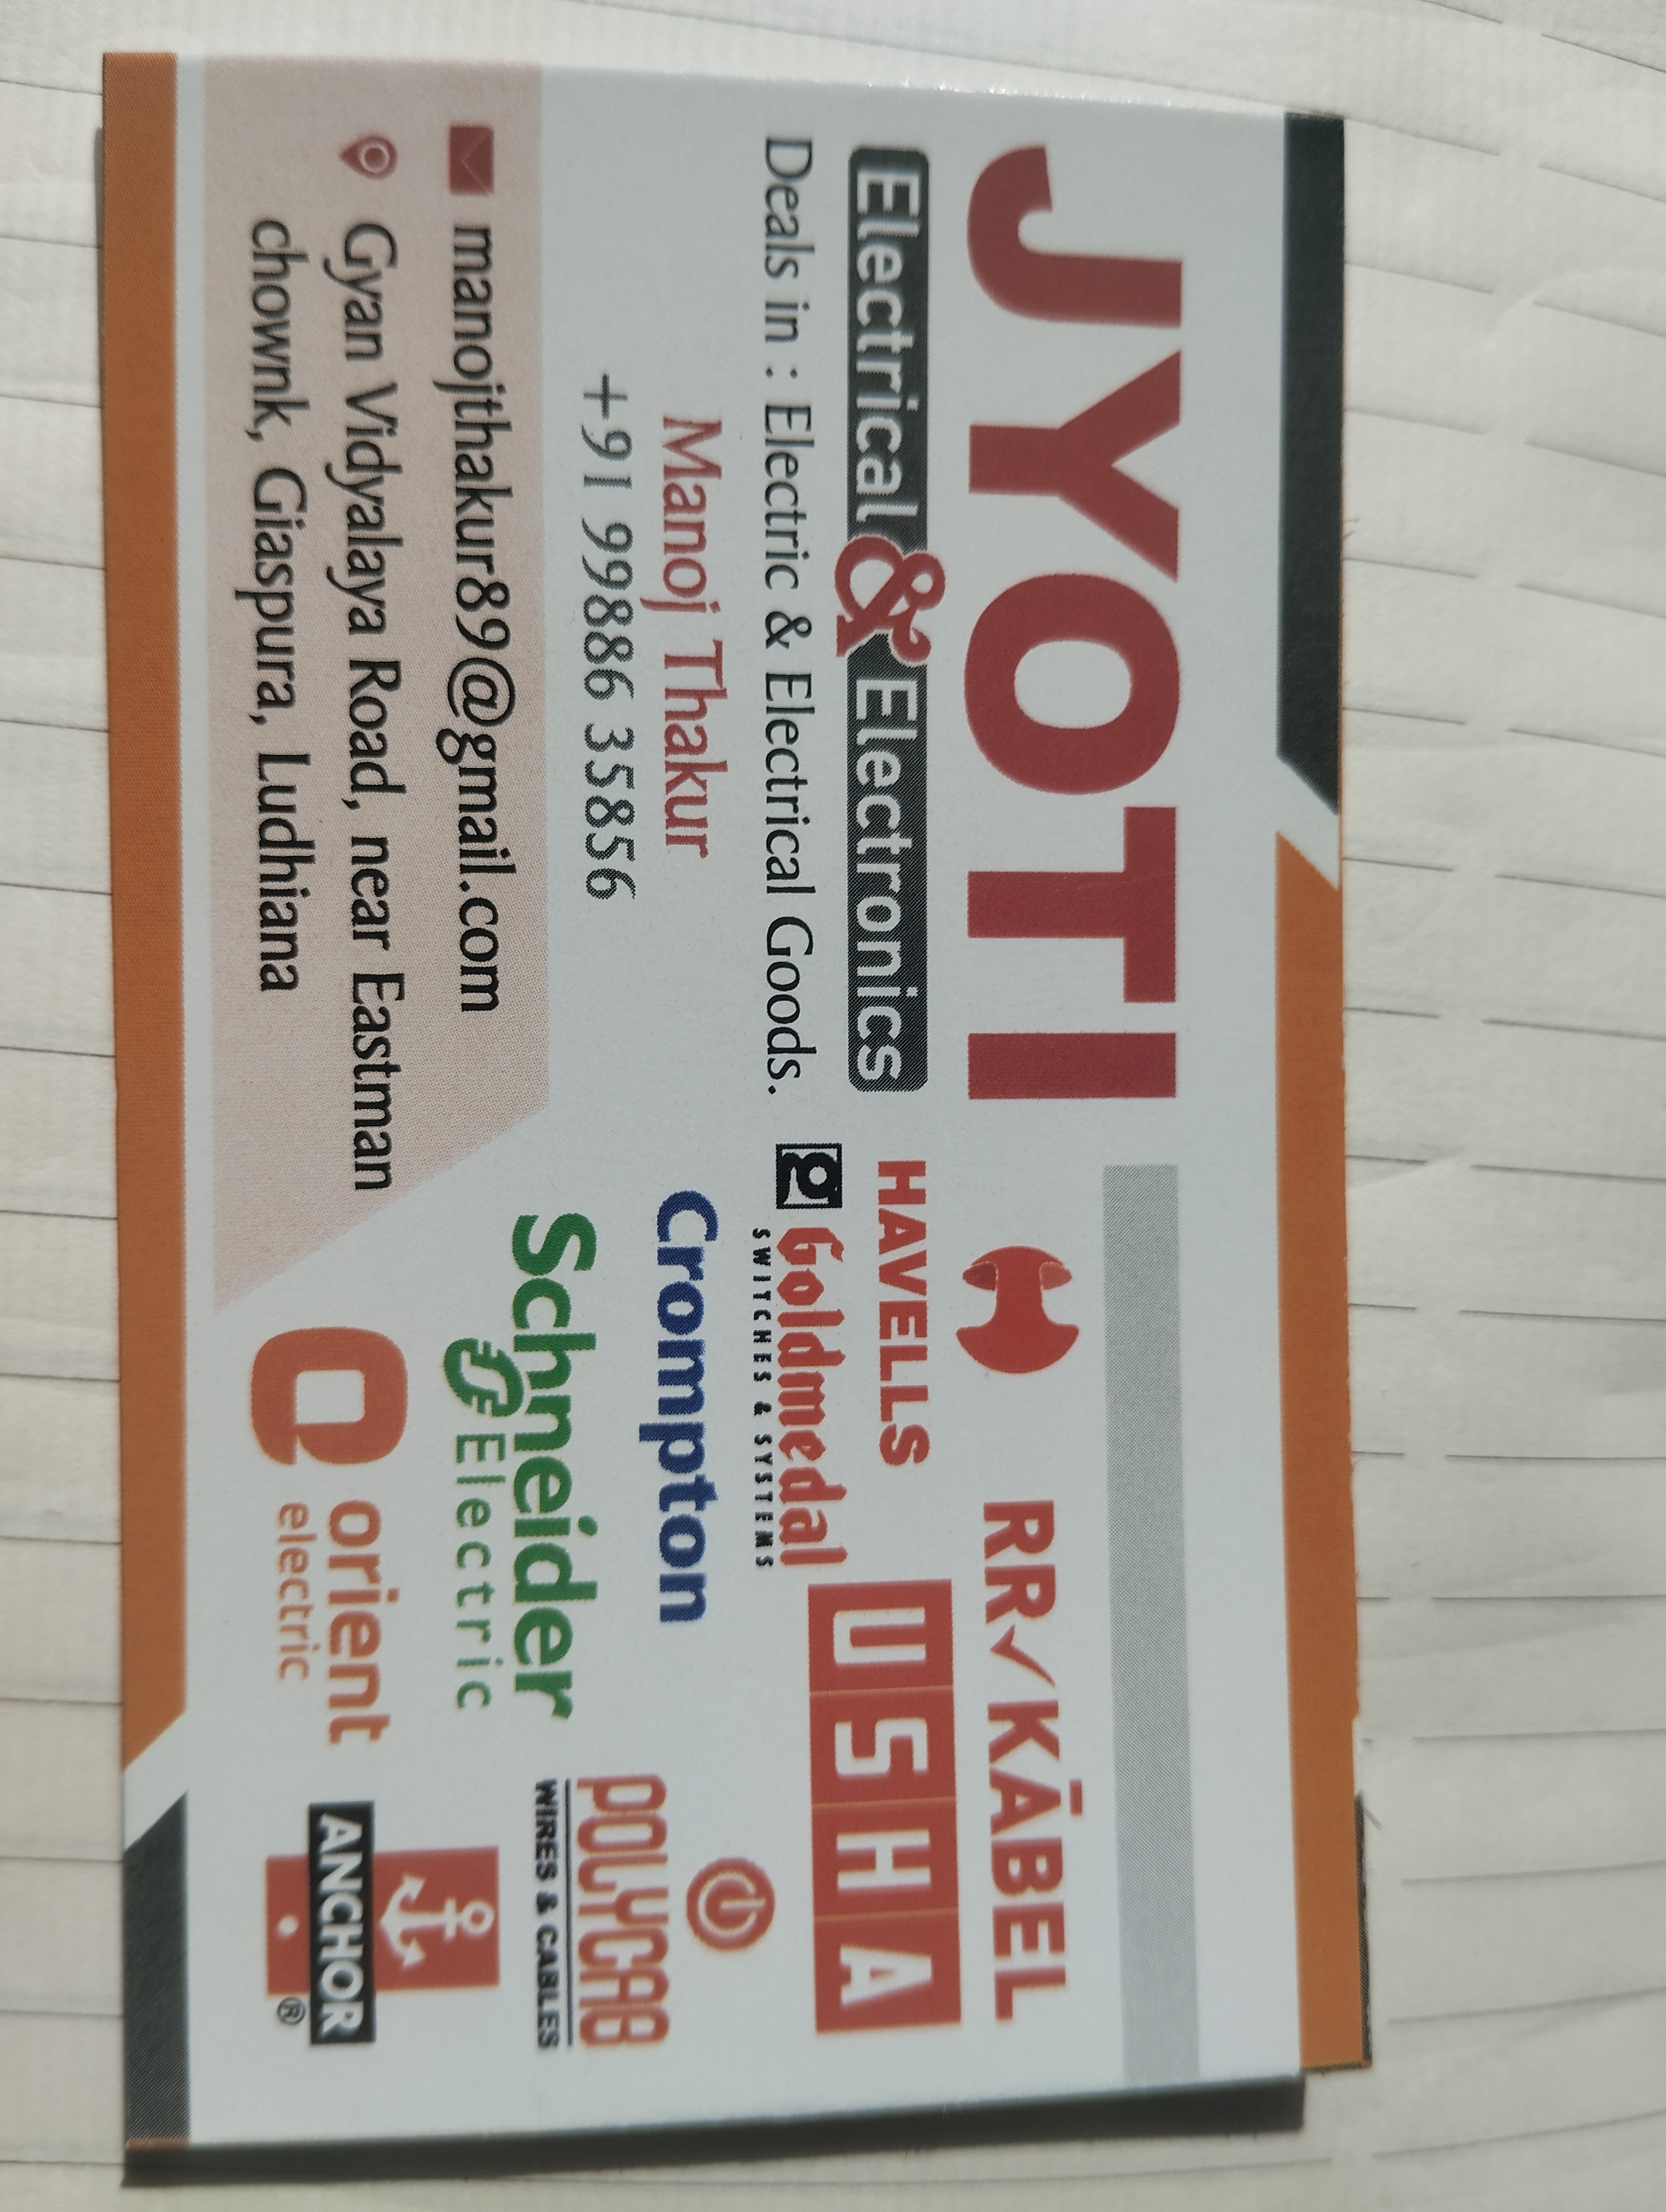 JYOTI
Electrical & Electronics
Deals in : Electric & Electrical Goods.
Manoj Thakur
+91 99886 35856
manojthakur89@gmail.com
Gyan Vidyalaya Road, near Eastman
chownk, Giaspura, Ludhiana
HAVELLS
RR KĀBEL
g Goldmedal
SWITCHES & SYSTEMS
USHA
Crompton
POLYCAB
WIRES & CABLES
Schneider
Electric
orient
electric
ANCHOR
®